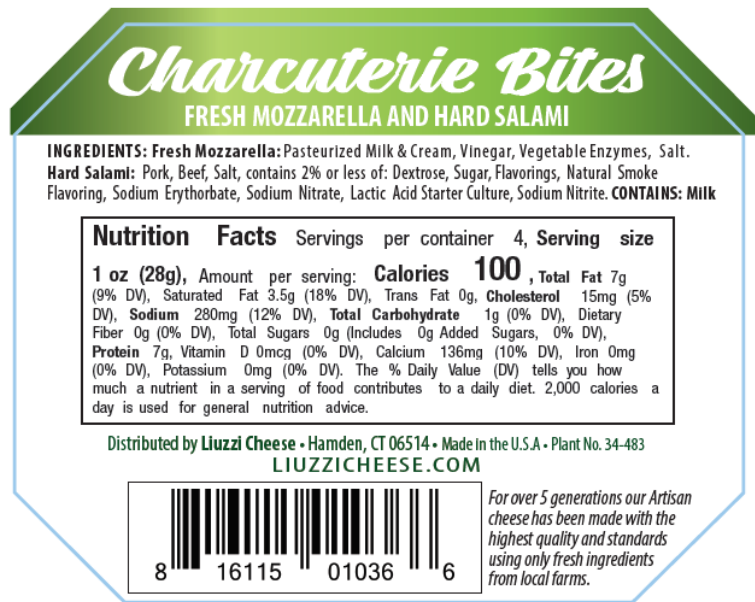 Charcuterie Bites
FRESH MOZZARELLA AND HARD SALAMI
INGREDIENTS: Fresh Mozzarella: Pasteurized Milk & Cream, Vinegar, Vegetable Enzymes, Salt.
Hard Salami: Pork, Beef, Salt, contains 2% or less of: Dextrose, Sugar, Flavorings, Natural Smoke
Flavoring, Sodium Erythorbate, Sodium Nitrate, Lactic Acid Starter Culture, Sodium Nitrite. CONTAINS: Milk
Nutrition Facts Servings per container 4, Serving size
1 oz (28g), Amount per serving: Calories 100 , Total Fat 7g
(9% DV), Saturated Fat 3.5g (18% DV), Trans Fat 0g, Cholesterol 15mg (5%
DV), Sodium 280mg (12% DV), Total Carbohydrate 1g (0% DV), Dietary
Fiber 0g (0% DV), Total Sugars 0g (Includes 0g Added Sugars, 0% DV),
Protein 7g, Vitamin D 0mcg (0% DV), Calcium 136mg (10% DV), Iron 0mg
(0% DV), Potassium 0mg (0% DV). The % Daily Value (DV) tells you how
much a nutrient in a serving of food contributes to a daily diet. 2,000 calories a
day is used for general nutrition advice.
Distributed by Liuzzi Cheese • Hamden, CT 06514 • Made in the U.S.A • Plant No. 34-483
LIUZZICHEESE.COM
8 16115 01036 6
For over 5 generations our Artisan
cheese has been made with the
highest quality and standards
using only fresh ingredients
from local farms.